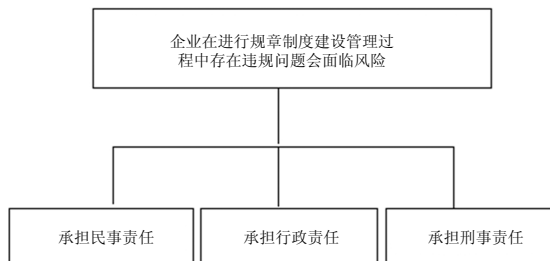 企业在进行规章制度建设管理过
程中存在违规问题会面临风险
承担民事责任
承担行政责任
承担刑事责任